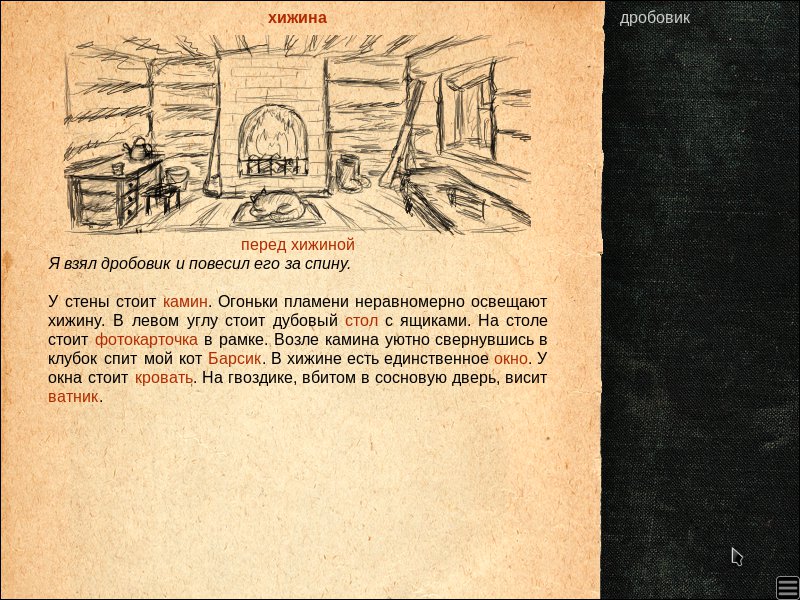 хижина
дробовик
перед хижиной
Я взял дробовик и повесил его за спину.
У стены стоит камин. Огоньки пламени неравномерно освещают
хижину. В левом углу стоит дубовый стол с ящиками. На столе
стоит фотокарточка в рамке. Возле камина уютно свернувшись в
клубок спит мой кот Барсик. В хижине есть единственное окно. У
окна стоит кровать. На гвоздике, вбитом в сосновую дверь, висит
ватник.